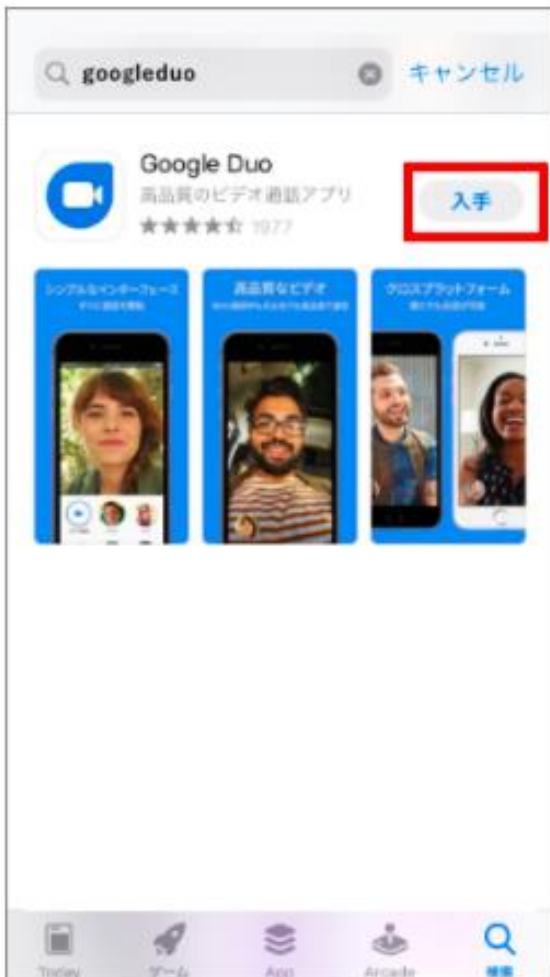 googleduo
キャンセル
Google Duo
高品質のビデオ通話アプリ
入手
1977
シンプルなインターフェース
高品質なビデオ
クロスプラットフォーム
Today
ゲーム
App
Arcade
検索